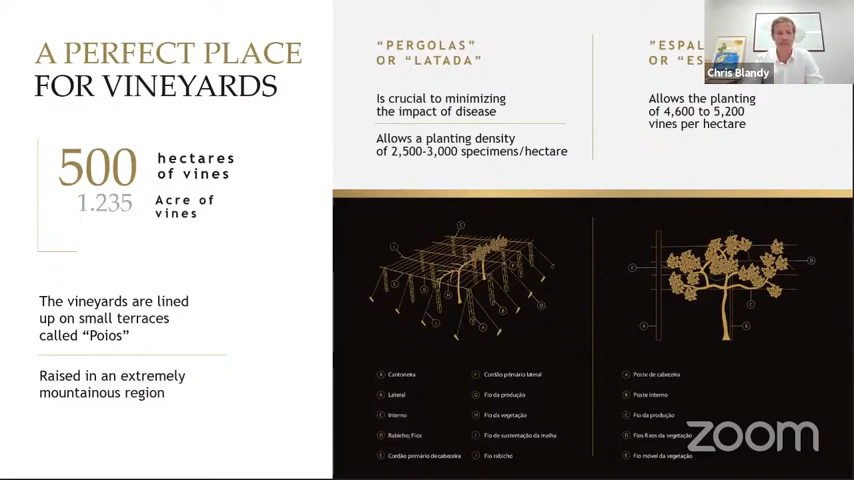 A PERFECT PLACE
FOR VINEYARDS
500
hectares
of vines
1.235
Acre of
vines
The vineyards are lined
up on small terraces
called “Poios”
Raised in an extremely
mountainous region
“PERGOLAS”
OR “LATADA”
Is crucial to minimizing
the impact of disease
Allows a planting density
of 2,500-3,000 specimens/hectare
"ESPAL
OR “ES
Chris Blandy
Allows the planting
of 4,600 to 5,200
vines per hectare
A Cantoneira
B Lateral
C Interno
D Rabicho; Fios
E Cordão primário de cabeceira
F Cordão primário lateral
G Fio da produção
H Fio da vegetação
I Fio de sustentação da malha
J Fio rabicho
A Poste de cabeceira
B Poste interno
C Fio da produção
D Fios fixos da vegetação
E Fio móvel da vegetação
zoom